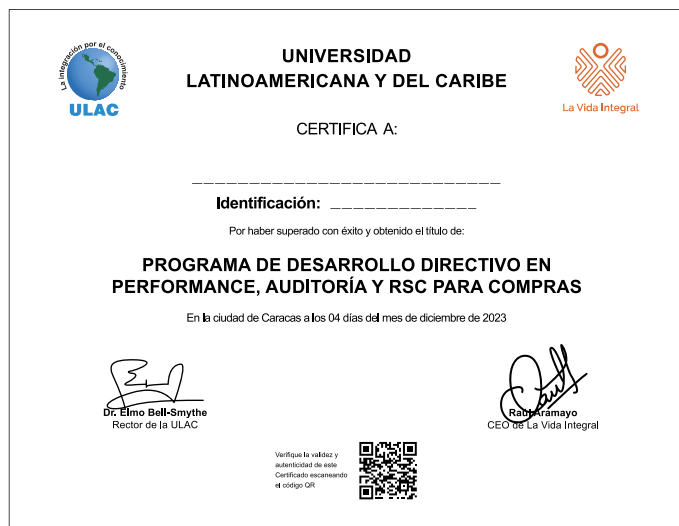 La integración por el conocimiento
ULAC
UNIVERSIDAD
LATINOAMERICANA Y DEL CARIBE
La Vida Integral
CERTIFICA A:
____________________________
Identificación: _____________
Por haber superado con éxito y obtenido el título de:
PROGRAMA DE DESARROLLO DIRECTIVO EN
PERFORMANCE, AUDITORÍA Y RSC PARA COMPRAS
En la ciudad de Caracas a los 04 días del mes de diciembre de 2023
Dr. Elmo Bell-Smythe
Rector de la ULAC
Raúl Aramayo
CEO de La Vida Integral
Verifique la validez y
autenticidad de este
Certificado escaneando
el código QR